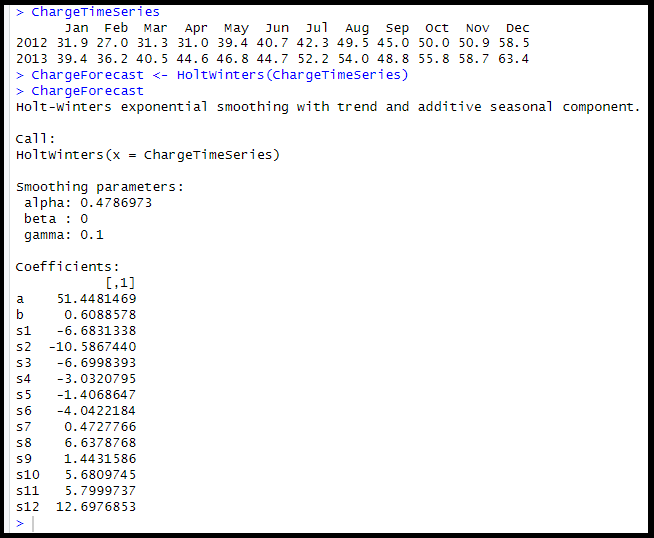 > ChargeTimeSeries
      Jan  Feb  Mar  Apr  May  Jun  Jul  Aug  Sep  Oct  Nov  Dec
2012 31.9 27.0 31.3 31.0 39.4 40.7 42.3 49.5 45.0 50.0 50.9 58.5
2013 39.4 36.2 40.5 44.6 46.8 44.7 52.2 54.0 48.8 55.8 58.7 63.4
> ChargeForecast <- HoltWinters(ChargeTimeSeries)
> ChargeForecast
Holt-Winters exponential smoothing with trend and additive seasonal component.
Call:
HoltWinters(x = ChargeTimeSeries)
Smoothing parameters:
 alpha: 0.4786973
 beta : 0
 gamma: 0.1
Coefficients:
           [,1]
a    51.4481469
b     0.6088578
s1   -6.6831338
s2  -10.5867440
s3   -6.6998393
s4   -3.0320795
s5   -1.4068647
s6   -4.0422184
s7    0.4727766
s8    6.6378768
s9    1.4431586
s10   5.6809745
s11   5.7999737
s12  12.6976853
>